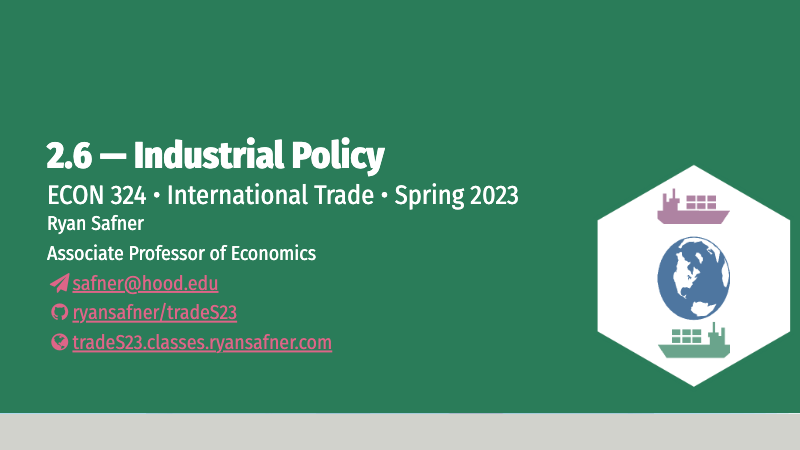 2.6 — Industrial Policy
ECON 324 • International Trade • Spring 2023
Ryan Safner
Associate Professor of Economics
safner@hood.edu
ryansafner/tradeS23
tradeS23.classes.ryansafner.com